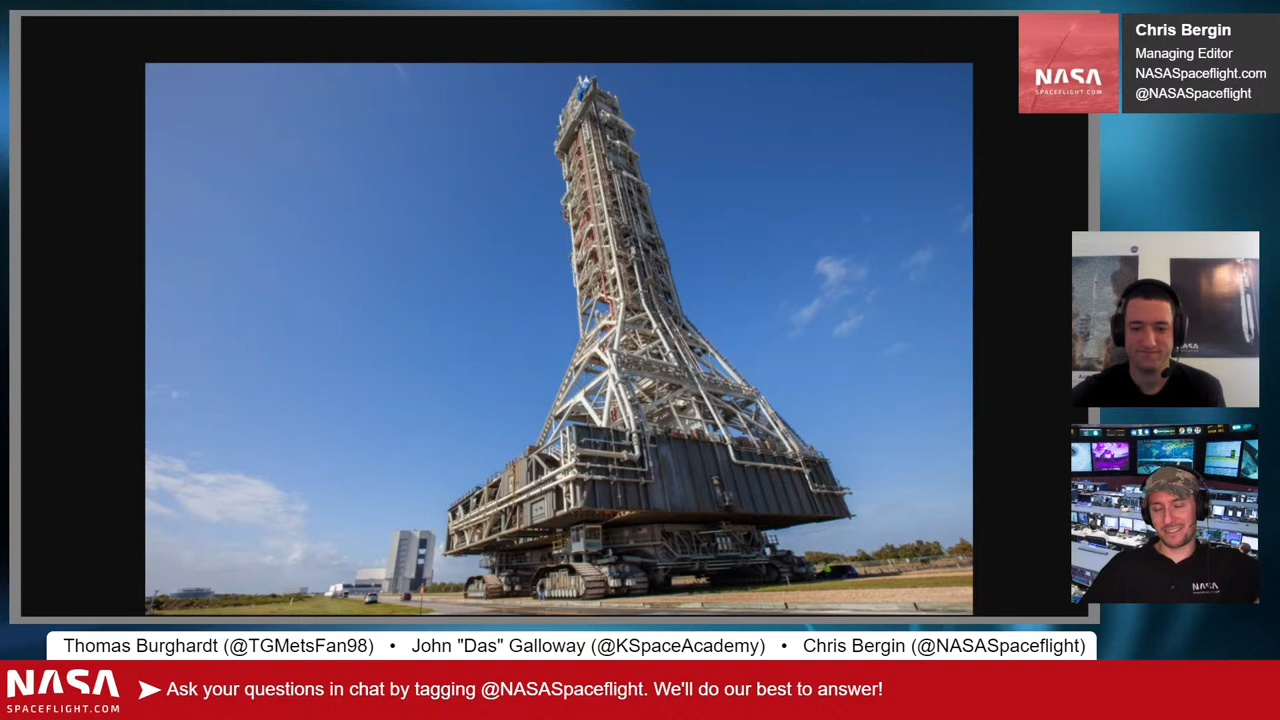 Chris Bergin
Managing Editor
NASASpaceflight.com
@NASASpaceflight
NASA
SPACEFLIGHT.COM
NASA
Thomas Burghardt (@TGMetsFan98) • John "Das" Galloway (@KSpaceAcademy) • Chris Bergin (@NASASpaceflight)
NASA
SPACEFLIGHT.COM
Ask your questions in chat by tagging @NASASpaceflight. We'll do our best to answer!